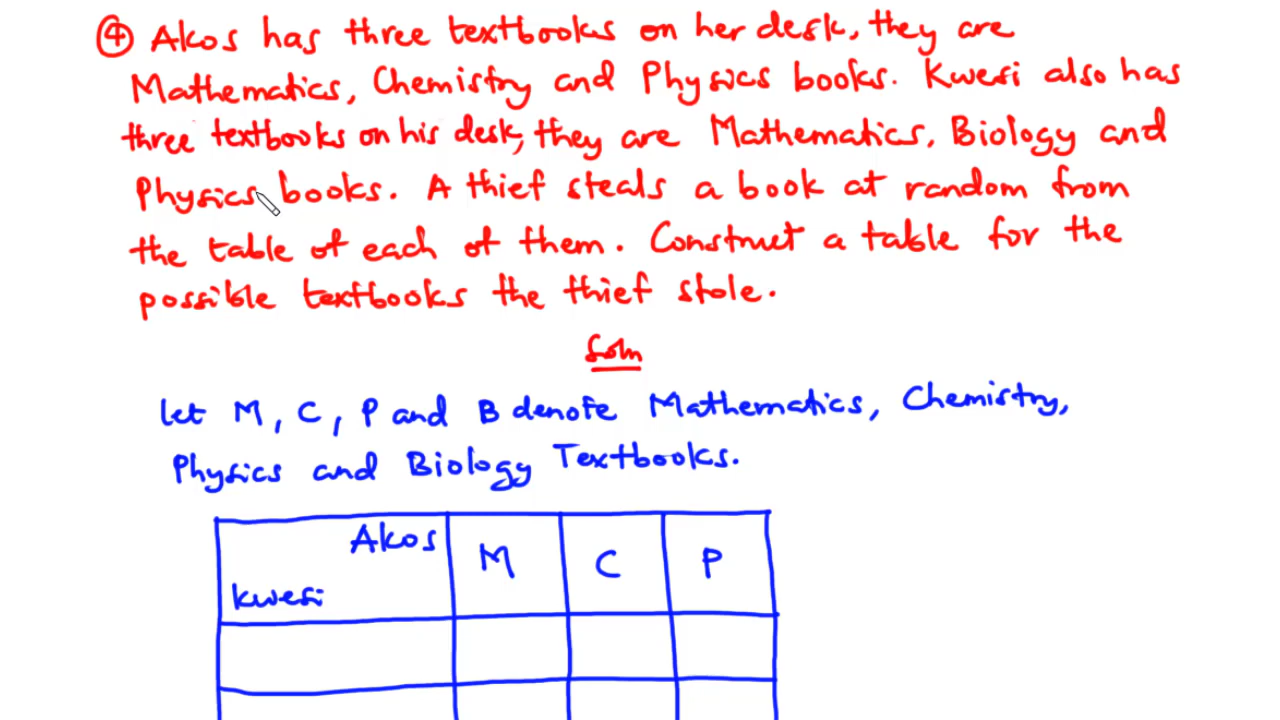 ④ Akos has three textbooks on her desk, they are
Mathematics, Chemistry and Physics books. Kwesi also has
three textbooks on his desk, they are Mathematics, Biology and
Physics books. A thief steals a book at random from
the table of each of them. Construct a table for the
possible textbooks the thief stole.
Soln
let M, C, P and B denote Mathematics, Chemistry,
Physics and Biology Textbooks.
Akos
M C P
Kwesi